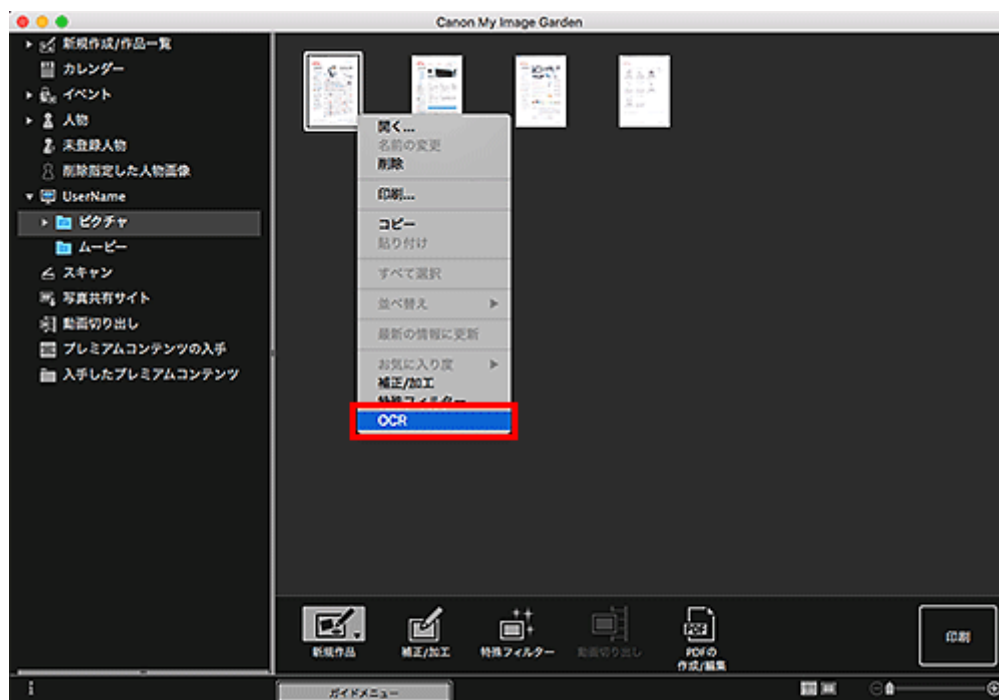 Canon My Image Garden
新規作成/作品一覧
カレンダー
イベント
人物
未登録人物
削除指定した人物画像
UserName
ピクチャ
ムービー
スキャン
写真共有サイト
動画切り出し
プレミアムコンテンツの入手
入手したプレミアムコンテンツ
開く...
名前の変更
削除
印刷...
コピー
貼り付け
すべて選択
並べ替え
最新の情報に更新
お気に入り度
補正/加工
特殊フィルター
OCR
新規作品
補正/加工
特殊フィルター
動画切り出し
PDF
PDFの
作成/編集
印刷
ガイドメニュー